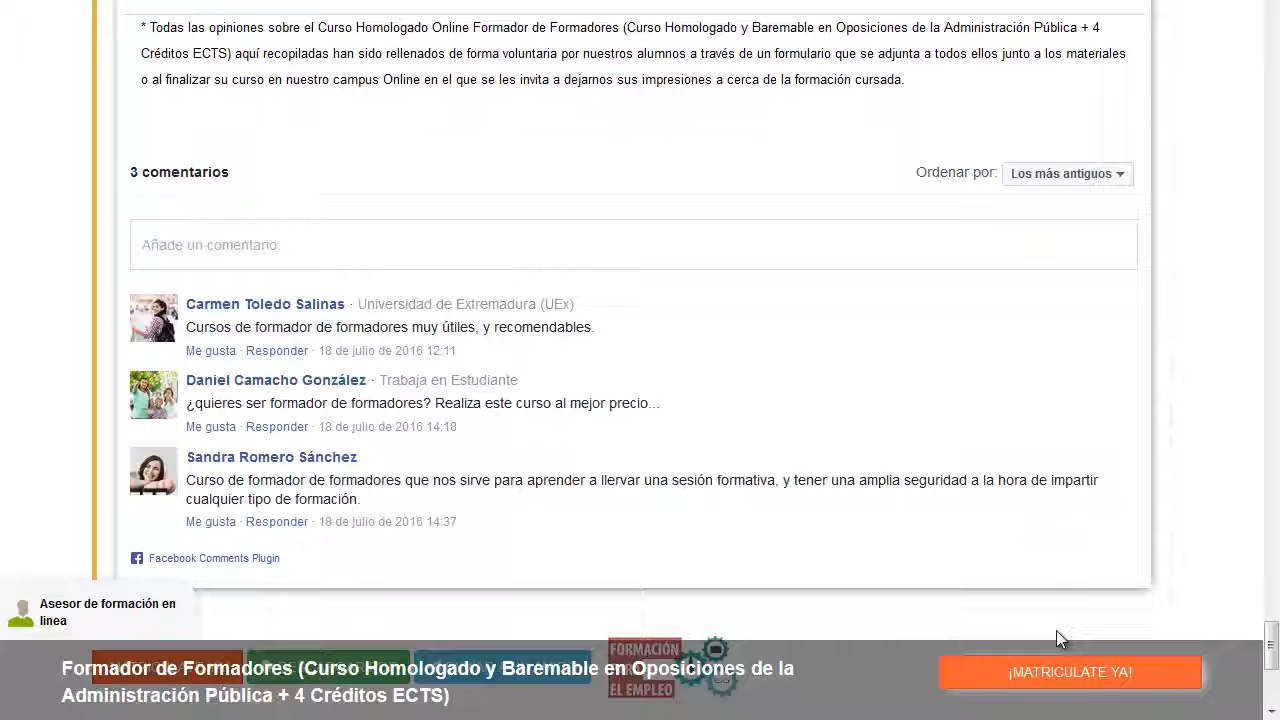 * Todas las opiniones sobre el Curso Homologado Online Formador de Formadores (Curso Homologado y Baremable en Oposiciones de la Administración Pública + 4
Créditos ECTS) aquí recopiladas han sido rellenados de forma voluntaria por nuestros alumnos a través de un formulario que se adjunta a todos ellos junto a los materiales
o al finalizar su curso en nuestro campus Online en el que se les invita a dejarnos sus impresiones a cerca de la formación cursada.
3 comentarios
Ordenar por: Los más antiguos
Añade un comentario.
Carmen Toledo Salinas · Universidad de Extremadura (UEx)
Cursos de formador de formadores muy útiles, y recomendables.
Me gusta · Responder · 18 de julio de 2016 12:11
Daniel Camacho González · Trabaja en Estudiante
¿quieres ser formador de formadores? Realiza este curso al mejor precio...
Me gusta · Responder · 18 de julio de 2016 14:18
Sandra Romero Sánchez
Curso de formador de formadores que nos sirve para aprender a llervar una sesión formativa, y tener una amplia seguridad a la hora de impartir
cualquier tipo de formación.
Me gusta · Responder · 18 de julio de 2016 14:37
Facebook Comments Plugin
Asesor de formación en
linea
FORMACIÓN
EL EMPLEO
Formador de Formadores (Curso Homologado y Baremable en Oposiciones de la
Administración Pública + 4 Créditos ECTS)
¡MATRICULATE YA!